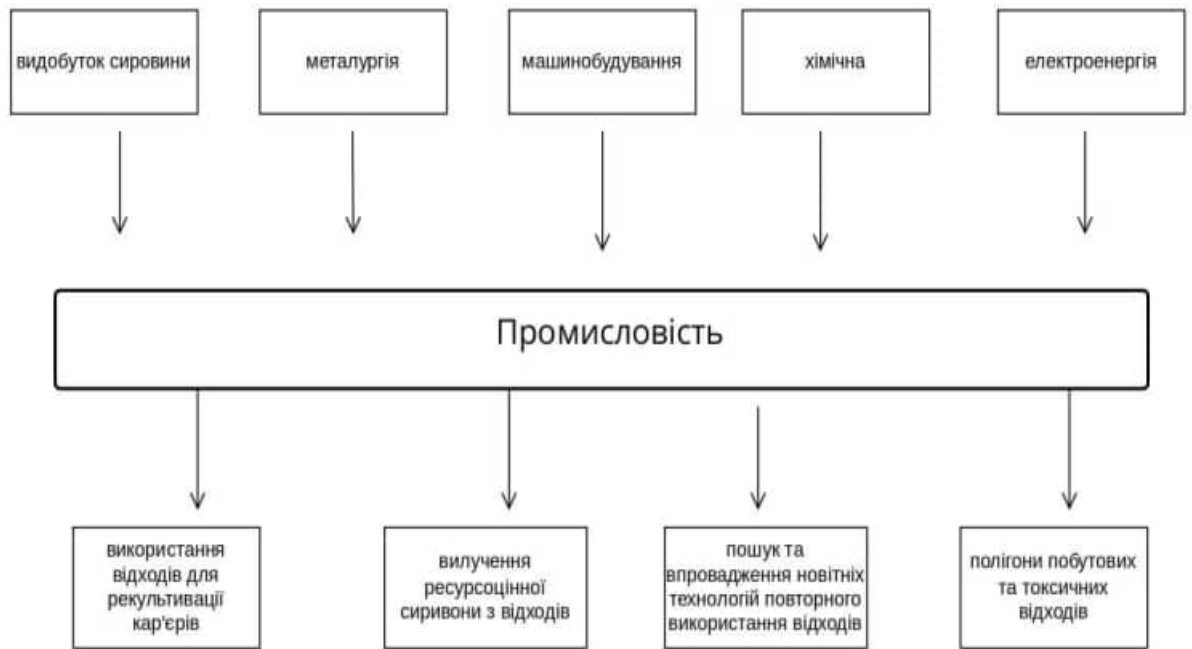 видобуток сировини
металургія
машинобудування
хімічна
електроенергія
Промисловість
використання
відходів для
рекультивації
кар'єрів
вилучення
ресурсоцінної
сиривони з відходів
пошук та
впровадження новітніх
технологій повторного
використання відходів
полігони побутових
та токсичних
відходів